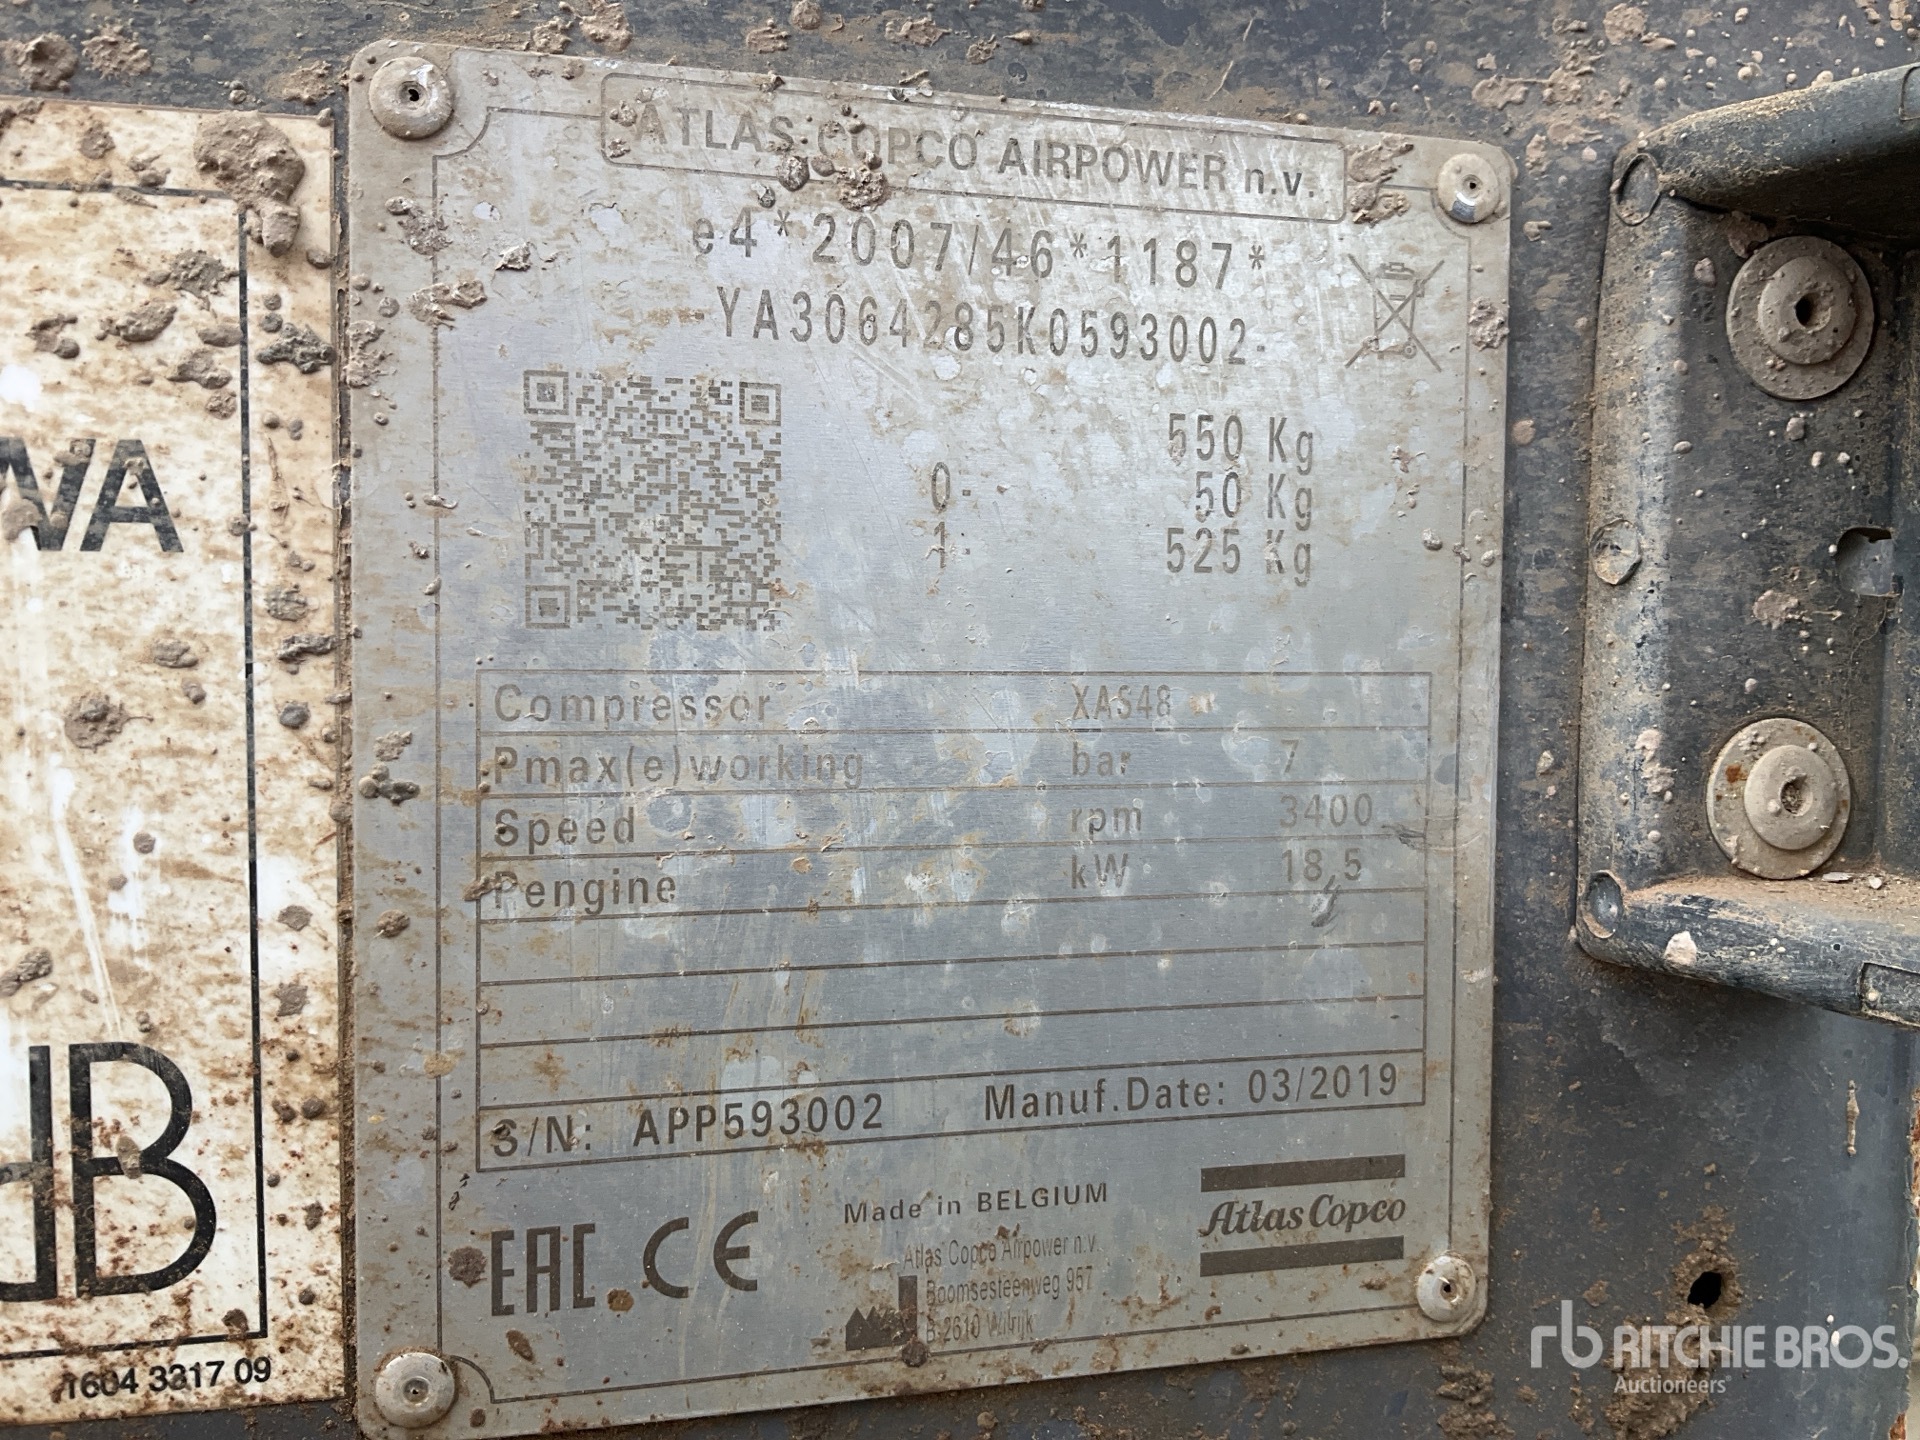 WA
dB
1604 3317 09
ATLAS COPCO AIRPOWER n.v.
e4*2007/46*1187*
YA3064285K0593002
550 Kg
0- 50 Kg
1- 525 Kg
Compressor XAS48
Pmax(e)working bar 7
Speed rpm 3400
Pengine kW 18,5
S/N: APP593002 Manuf.Date: 03/2019
EAC CE
Made in BELGIUM
Atlas Copco Airpower n.v.
Boomsesteenweg 957
B-2610 Wilrijk
Atlas Copco
rb RITCHIE BROS.
Auctioneers